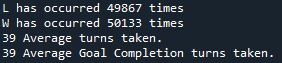 L has occurred 49867 times
W has occurred 50133 times
39 Average turns taken.
39 Average Goal Completion turns taken.